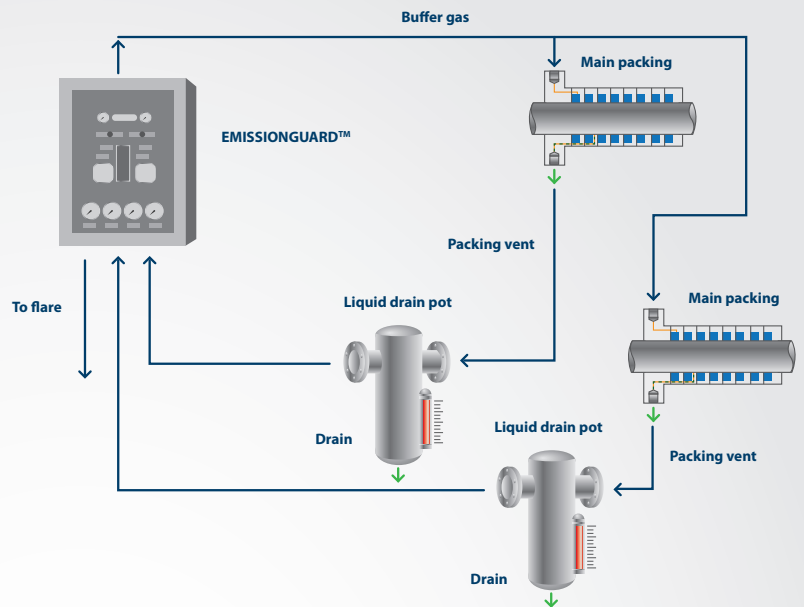 Buffer gas
Main packing
EMISSIONGUARD™
Packing vent
To flare
Liquid drain pot
Main packing
Drain
Liquid drain pot
Packing vent
Drain